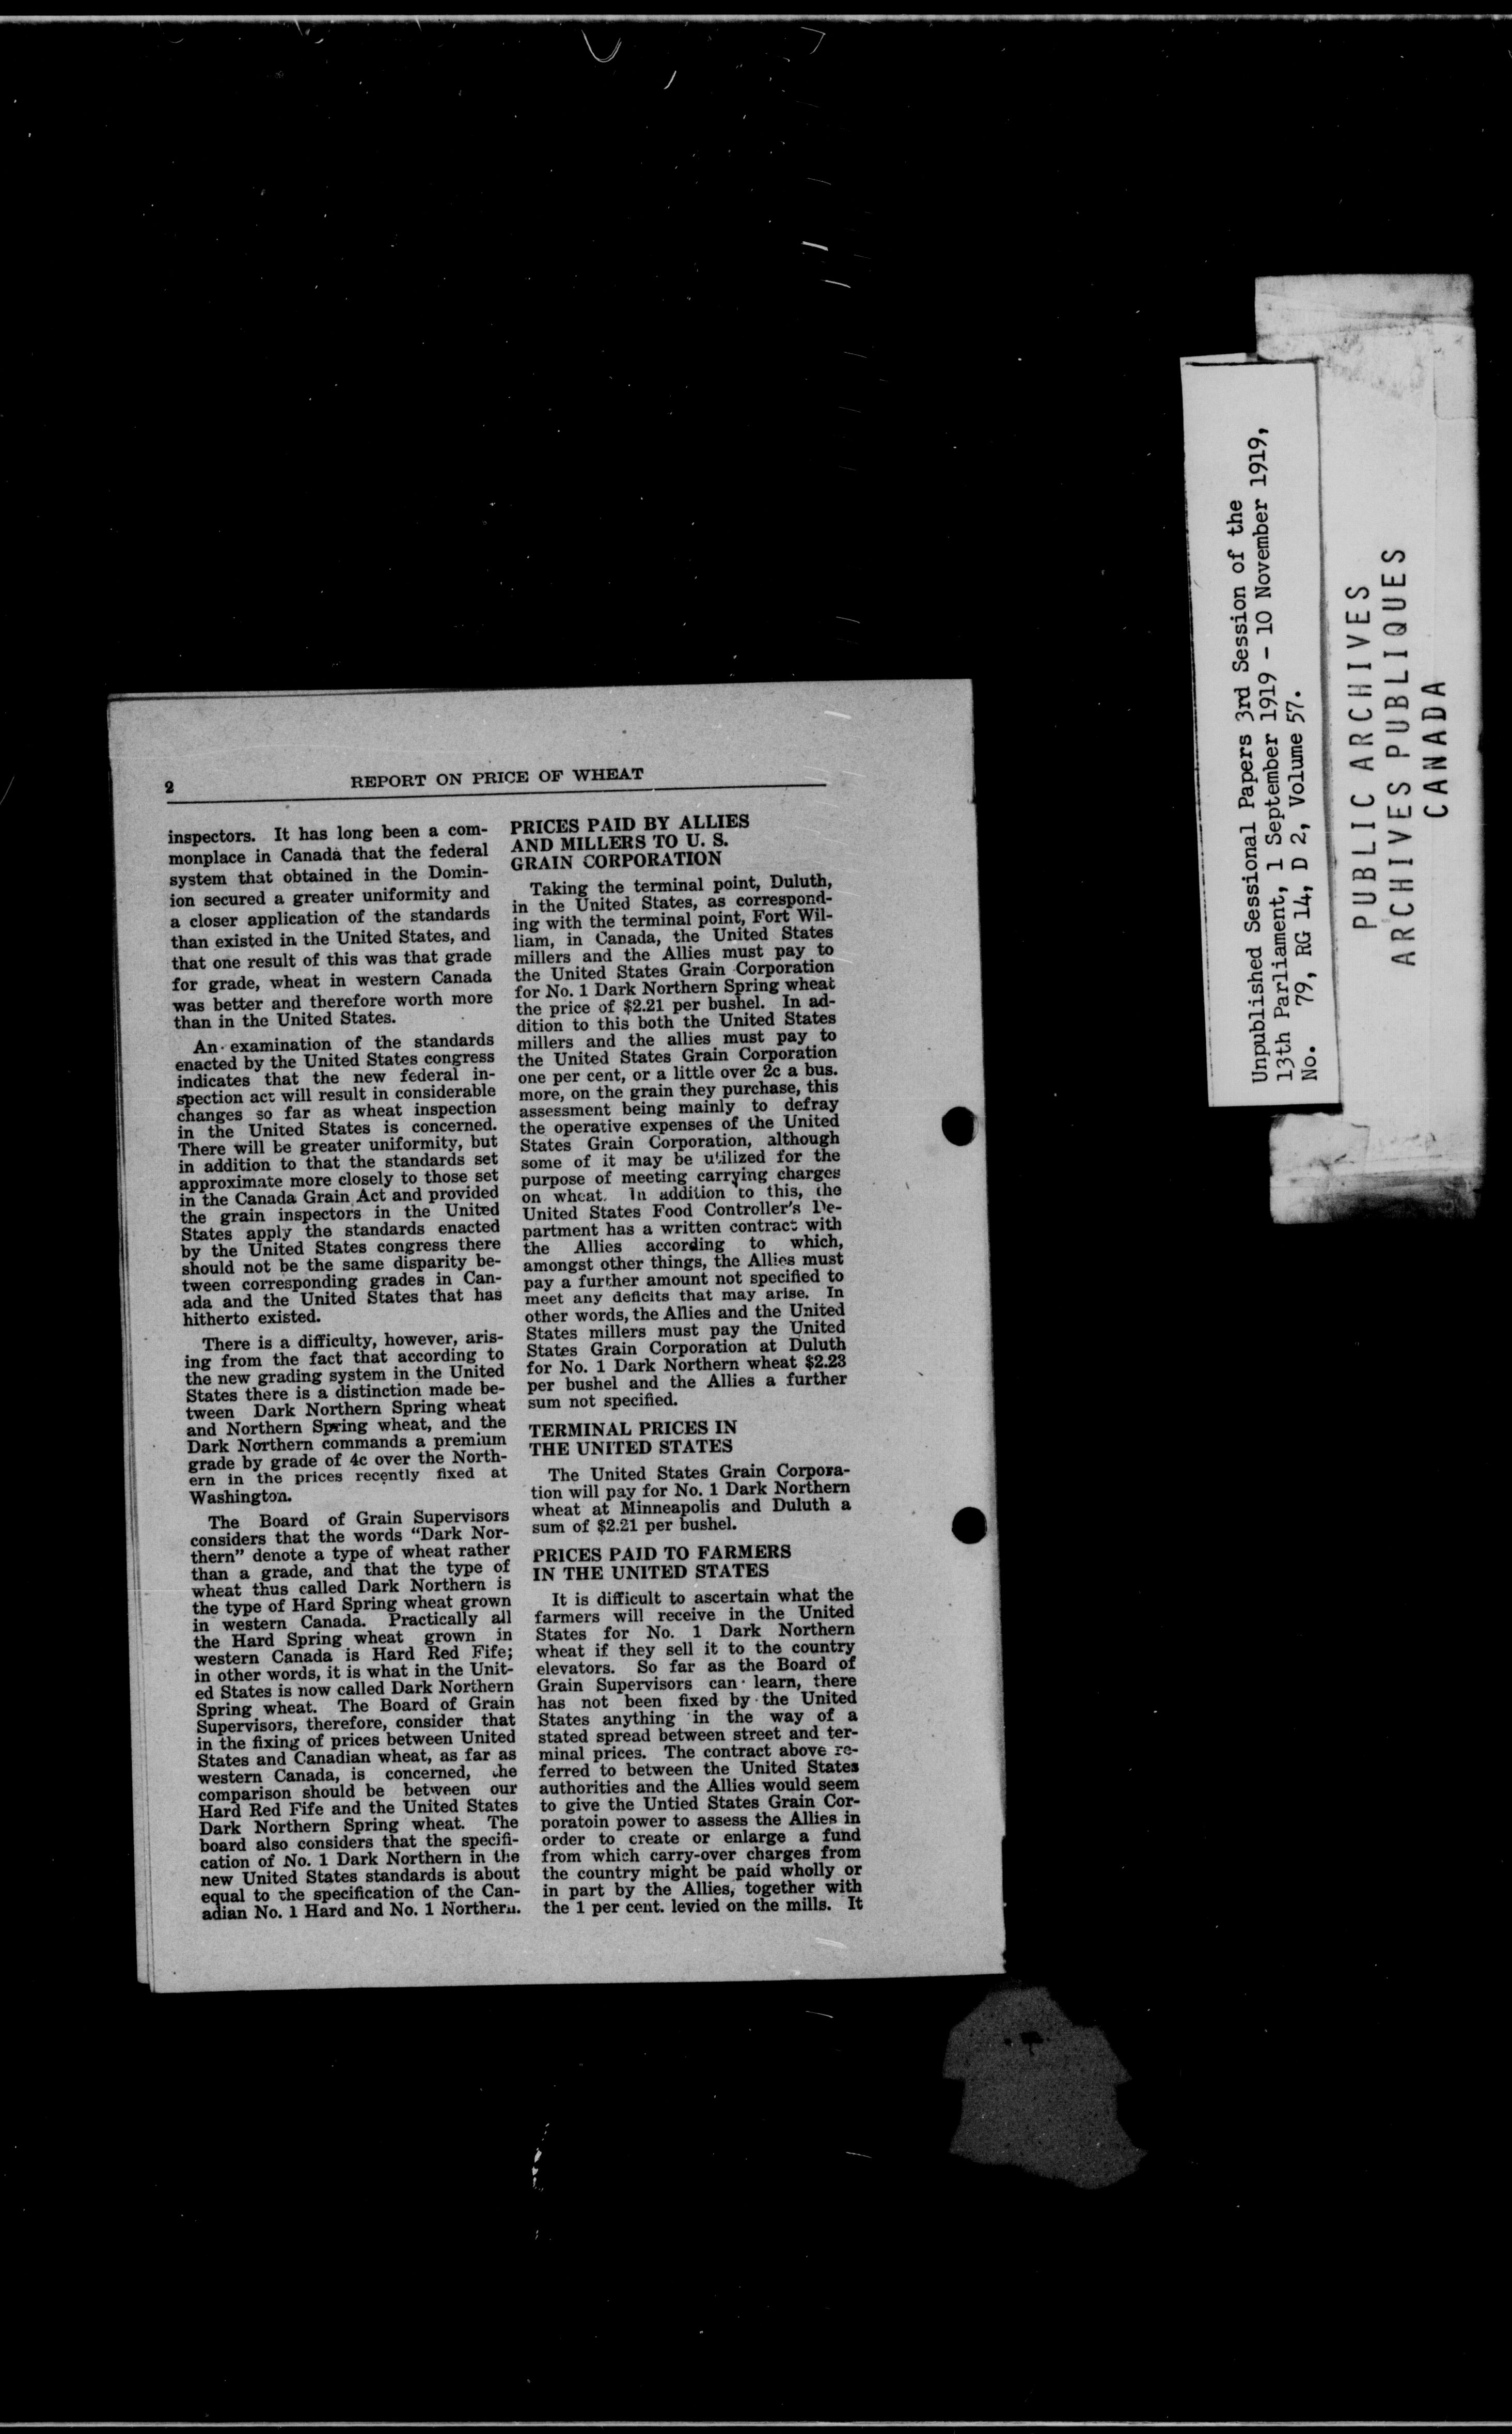 2
REPORT ON PRICE OF WHEAT
inspectors. It has long been a com-
monplace in Canada that the federal
system that obtained in the Domin-
ion secured a greater uniformity and
a closer application of the standards
than existed in the United States, and
that one result of this was that grade
for grade, wheat in western Canada
was better and therefore worth more
than in the United States.
An examination of the standards
enacted by the United States congress
indicates that the new federal in-
spection act will result in considerable
changes so far as wheat inspection
in the United States is concerned.
There will be greater uniformity, but
in addition to that the standards set
approximate more closely to those set
in the Canada Grain Act and provided
the grain inspectors in the United
States apply the standards enacted
by the United States congress there
should not be the same disparity be-
tween corresponding grades in Can-
ada and the United States that has
hitherto existed.
There is a difficulty, however, aris-
ing from the fact that according to
the new grading system in the United
States there is a distinction made be-
tween Dark Northern Spring wheat
and Northern Spring wheat, and the
Dark Northern commands a premium
grade by grade of 4c over the North-
ern in the prices recently fixed at
Washington.
The Board of Grain Supervisors
considers that the words "Dark Nor-
thern" denote a type of wheat rather
than a grade, and that the type of
wheat thus called Dark Northern is
the type of Hard Spring wheat grown
in western Canada. Practically all
the Hard Spring wheat grown in
western Canada is Hard Red Fife;
in other words, it is what in the Unit-
ed States is now called Dark Northern
Spring wheat. The Board of Grain
Supervisors, therefore, consider that
in the fixing of prices between United
States and Canadian wheat, as far as
western Canada, is concerned, the
comparison should be between our
Hard Red Fife and the United States
Dark Northern Spring wheat. The
board also considers that the specifi-
cation of No. 1 Dark Northern in the
new United States standards is about
equal to the specification of the Can-
adian No. 1 Hard and No. 1 Northern.
PRICES PAID BY ALLIES
AND MILLERS TO U. S.
GRAIN CORPORATION
Taking the terminal point, Duluth,
in the United States, as correspond-
ing with the terminal point, Fort Wil-
liam, in Canada, the United States
millers and the Allies must pay to
the United States Grain Corporation
for No. 1 Dark Northern Spring wheat
the price of $2.21 per bushel. In ad-
dition to this both the United States
millers and the allies must pay to
the United States Grain Corporation
one per cent, or a little over 2c a bus.
more, on the grain they purchase, this
assessment being mainly to defray
the operative expenses of the United
States Grain Corporation, although
some of it may be utilized for the
purpose of meeting carrying charges
on wheat. In addition to this, the
United States Food Controller's De-
partment has a written contract with
the Allies according to which,
amongst other things, the Allies must
pay a further amount not specified to
meet any deficits that may arise. In
other words, the Allies and the United
States millers must pay the United
States Grain Corporation at Duluth
for No. 1 Dark Northern wheat $2.23
per bushel and the Allies a further
sum not specified.
TERMINAL PRICES IN
THE UNITED STATES
The United States Grain Corpora-
tion will pay for No. 1 Dark Northern
wheat at Minneapolis and Duluth a
sum of $2.21 per bushel.
PRICES PAID TO FARMERS
IN THE UNITED STATES
It is difficult to ascertain what the
farmers will receive in the United
States for No. 1 Dark Northern
wheat if they sell it to the country
elevators. So far as the Board of
Grain Supervisors can learn, there
has not been fixed by the United
States anything in the way of a
stated spread between street and ter-
minal prices. The contract above re-
ferred to between the United States
authorities and the Allies would seem
to give the Untied States Grain Cor-
poratoin power to assess the Allies in
order to create or enlarge a fund
from which carry-over charges from
the country might be paid wholly or
in part by the Allies, together with
the 1 per cent. levied on the mills. It
Unpublished Sessional Papers 3rd Session of the
13th Parliament, 1 September 1919 - 10 November 1919,
No. 79, RG 14, D 2, Volume 57.
PUBLIC ARCHIVES
ARCHIVES PUBLIQUES
CANADA